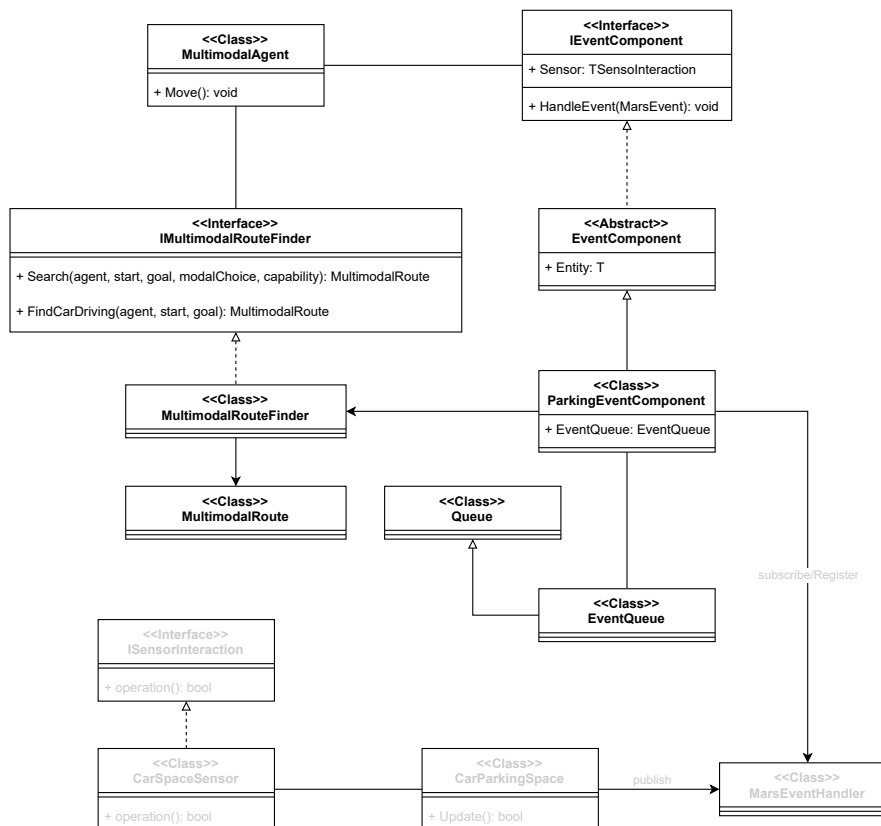 <<Class>>
MultimodalAgent
+ Move(): void
<<Interface>>
IEventComponent
+ Sensor: TSensoInteraction
+ HandleEvent(MarsEvent): void
<<Interface>>
IMultimodalRouteFinder
+ Search(agent, start, goal, modalChoice, capability): MultimodalRoute
+ FindCarDriving(agent, start, goal): MultimodalRoute
<<Abstract>>
EventComponent
+ Entity: T
<<Class>>
MultimodalRouteFinder
<<Class>>
ParkingEventComponent
+ EventQueue: EventQueue
<<Class>>
MultimodalRoute
<<Class>>
Queue
subscribe/Register
<<Class>>
EventQueue
<<Interface>>
ISensorInteraction
+ operation(): bool
<<Class>>
CarSpaceSensor
+ operation(): bool
<<Class>>
CarParkingSpace
+ Update(): bool
publish
<<Class>>
MarsEventHandler